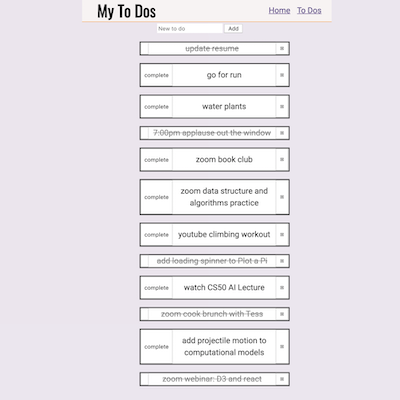 My To Dos
Home To Dos
New to do Add
update resume
complete go for run
complete water plants
7:00pm applause out the window
complete zoom book club
complete zoom data structure and
algorithms practice
complete youtube climbing workout
add loading spinner to Plot a Pi
complete watch CS50 AI Lecture
zoom cook brunch with Tess
complete add projectile motion to
computational models
zoom webinar: D3 and react